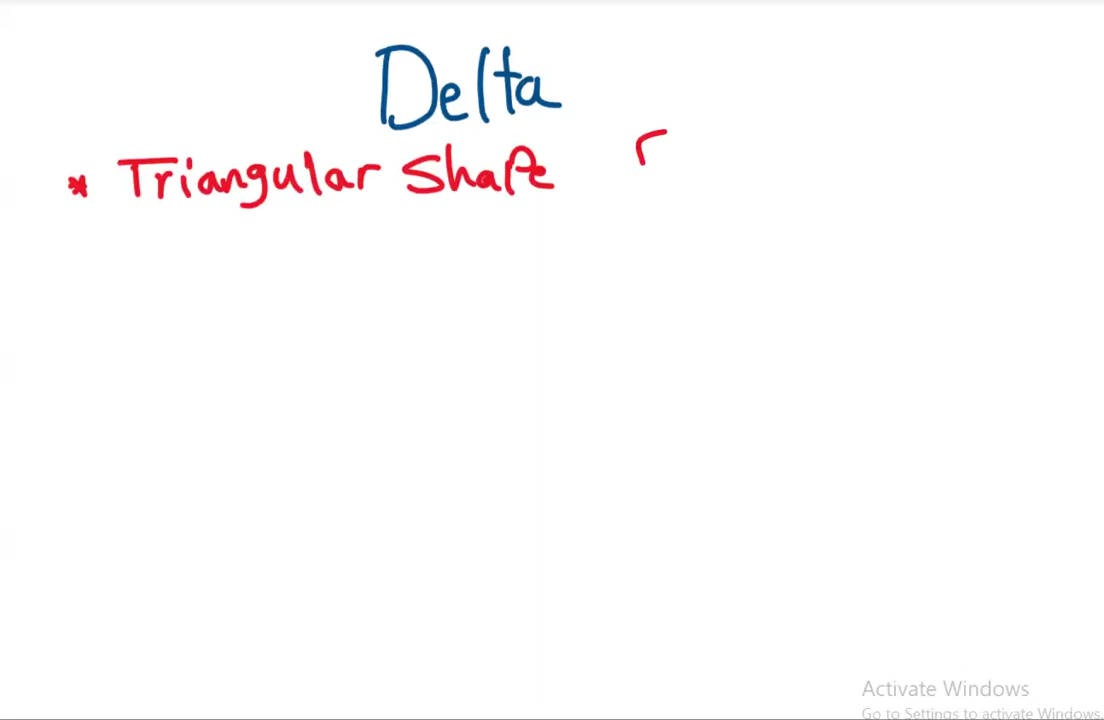 Delta
* Triangular Shape
Activate Windows
Go to Settings to activate Windows.